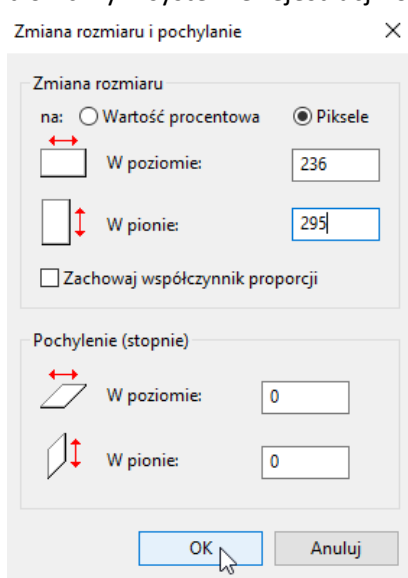 Zmiana rozmiaru i pochylanie
Zmiana rozmiaru
na: Wartość procentowa Piksele
W poziomie: 236
W pionie: 295
Zachowaj współczynnik proporcji
Pochylenie (stopnie)
W poziomie: 0
W pionie: 0
OK Anuluj